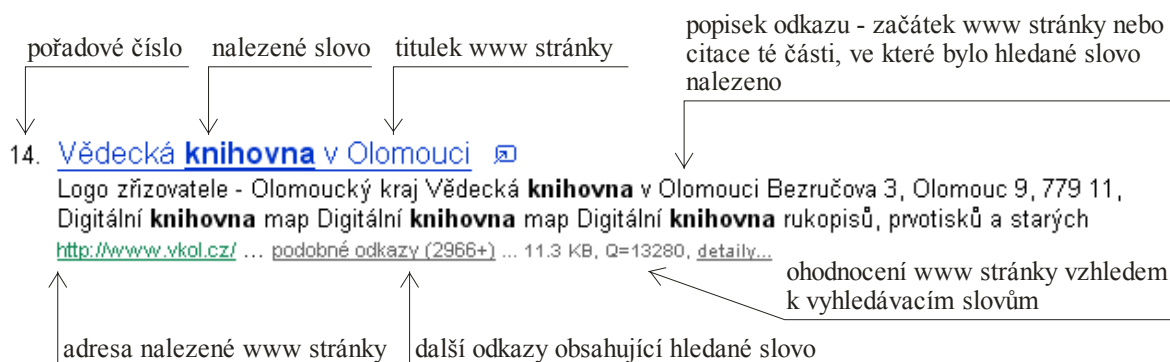 popisek odkazu - začátek www stránky nebo
citace té části, ve které bylo hledané slovo
nalezeno
pořadové číslo
nalezené slovo
titulek www stránky
14. Vědecká knihovna v Olomouci
Logo zřizovatele - Olomoucký kraj Vědecká knihovna v Olomouci Bezručova 3, Olomouc 9, 779 11,
Digitální knihovna map Digitální knihovna map Digitální knihovna rukopisů, prvotisků a starých
http://www.vkol.cz/ ... podobné odkazy (2966+) ... 11.3 KB, Q=13280, detaily...
ohodnocení www stránky vzhledem
k vyhledávacím slovům
adresa nalezené www stránky
další odkazy obsahující hledané slovo